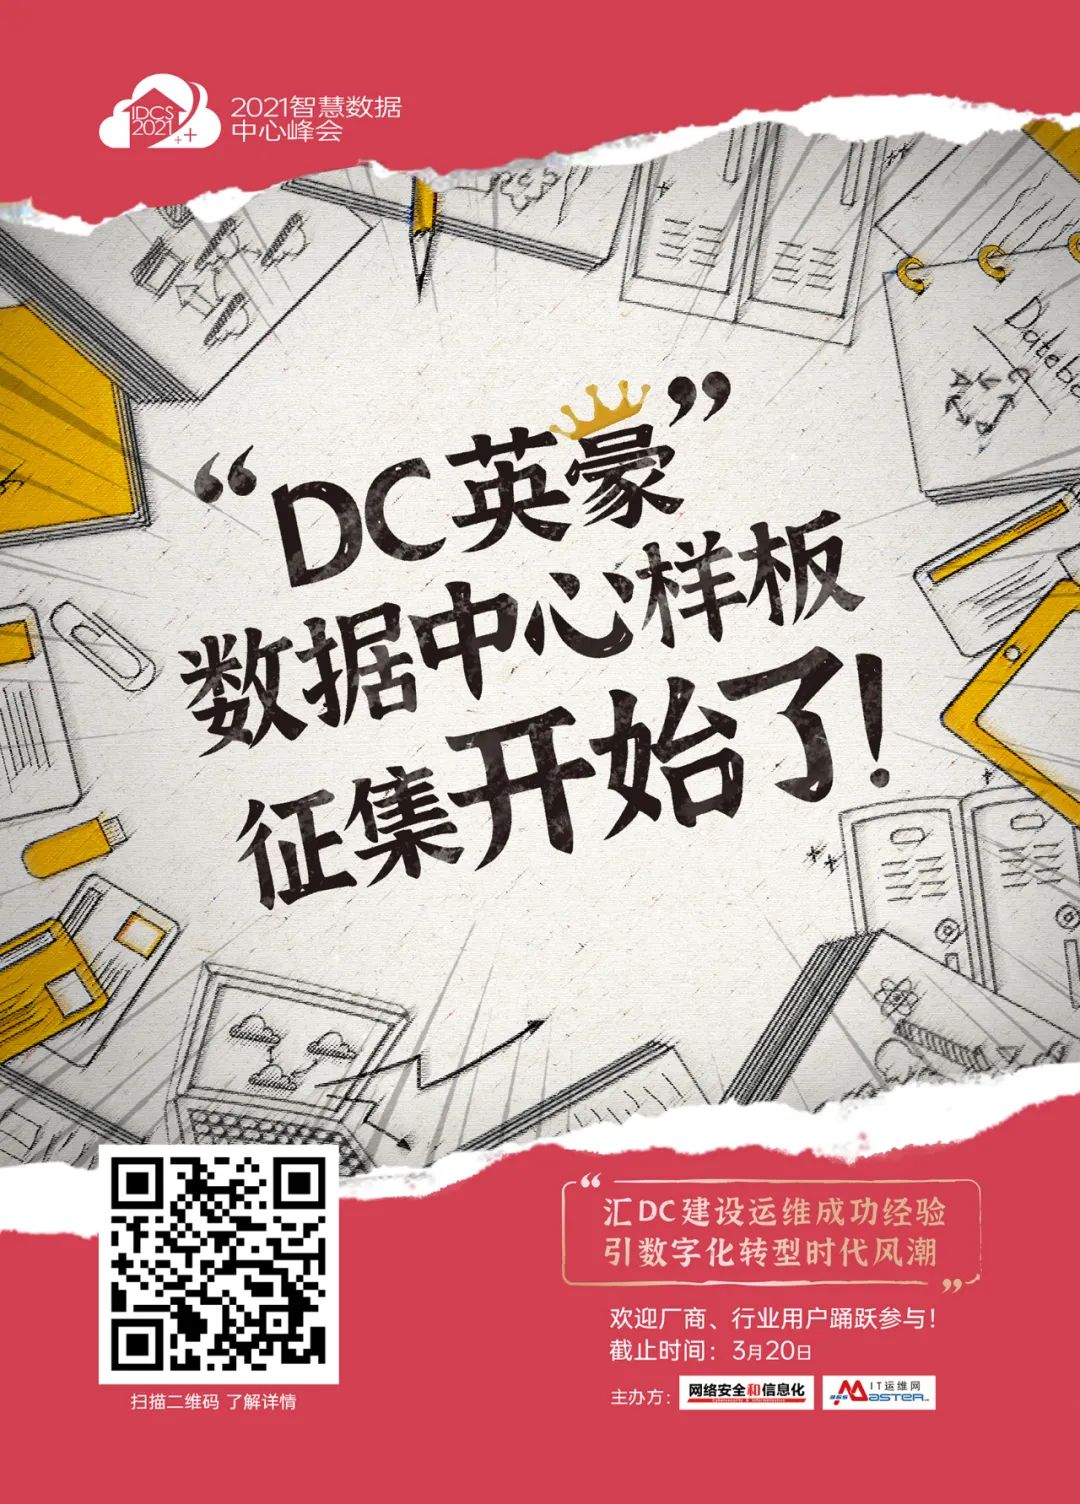 IDCS
2021
2021智慧数据
中心峰会
“DC英豪”
数据中心样板
征集开始了!
“汇DC建设运维成功经验
引数字化转型时代风潮”
欢迎厂商、行业用户踊跃参与!
截止时间:3月20日
扫描二维码 了解详情
主办方:
网络安全和信息化
IT运维网
MASTER